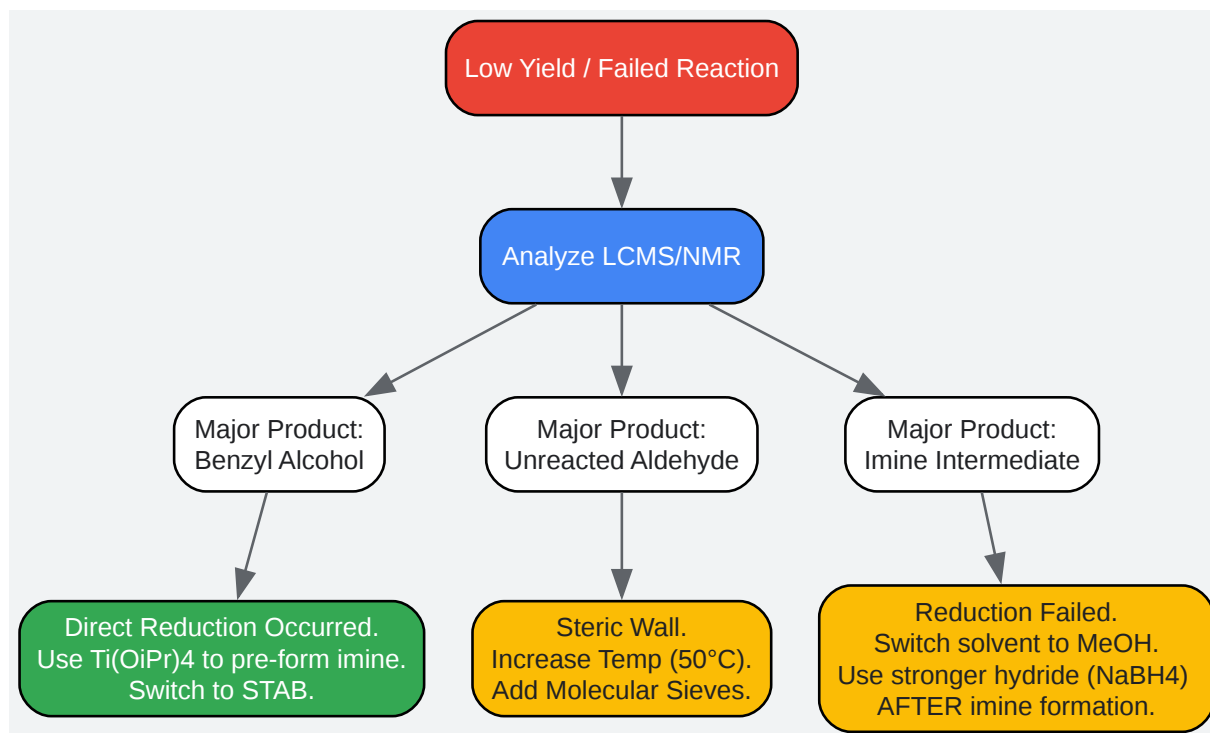 Low Yield / Failed Reaction
Analyze LCMS/NMR
Major Product:
Benzyl Alcohol
Major Product:
Unreacted Aldehyde
Major Product:
Imine Intermediate
Direct Reduction Occurred.
Use Ti(OiPr)4 to pre-form imine.
Switch to STAB.
Steric Wall.
Increase Temp (50°C).
Add Molecular Sieves.
Reduction Failed.
Switch solvent to MeOH.
Use stronger hydride (NaBH4)
AFTER imine formation.